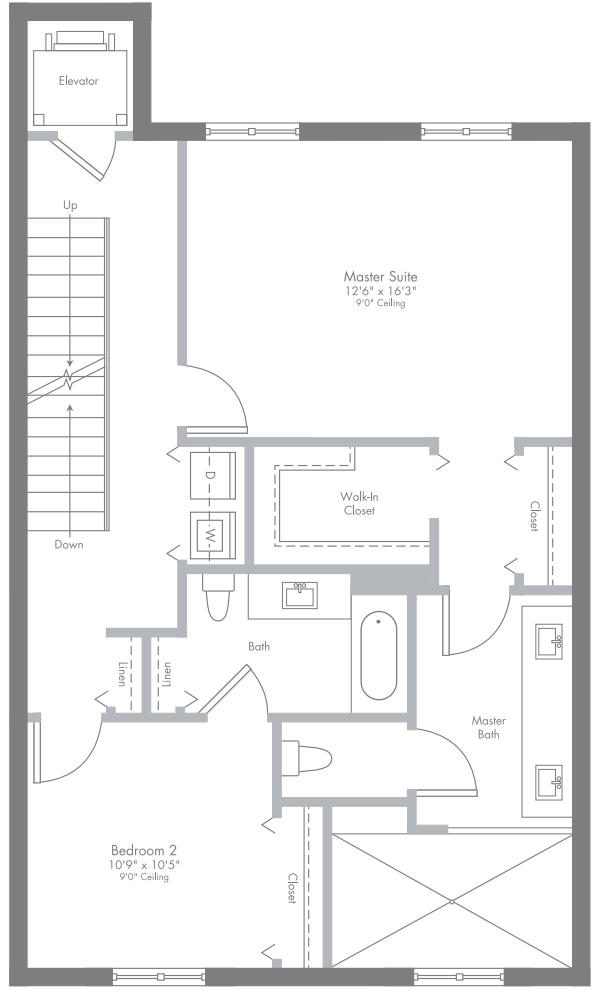 Elevator
Up
Master Suite
12'6" x 16'3"
9'0" Ceiling
D
Walk-In
Closet
Closet
W
Down
Bath
Linen
Linen
Master
Bath
Bedroom 2
10'9" x 10'5"
9'0" Ceiling
Closet